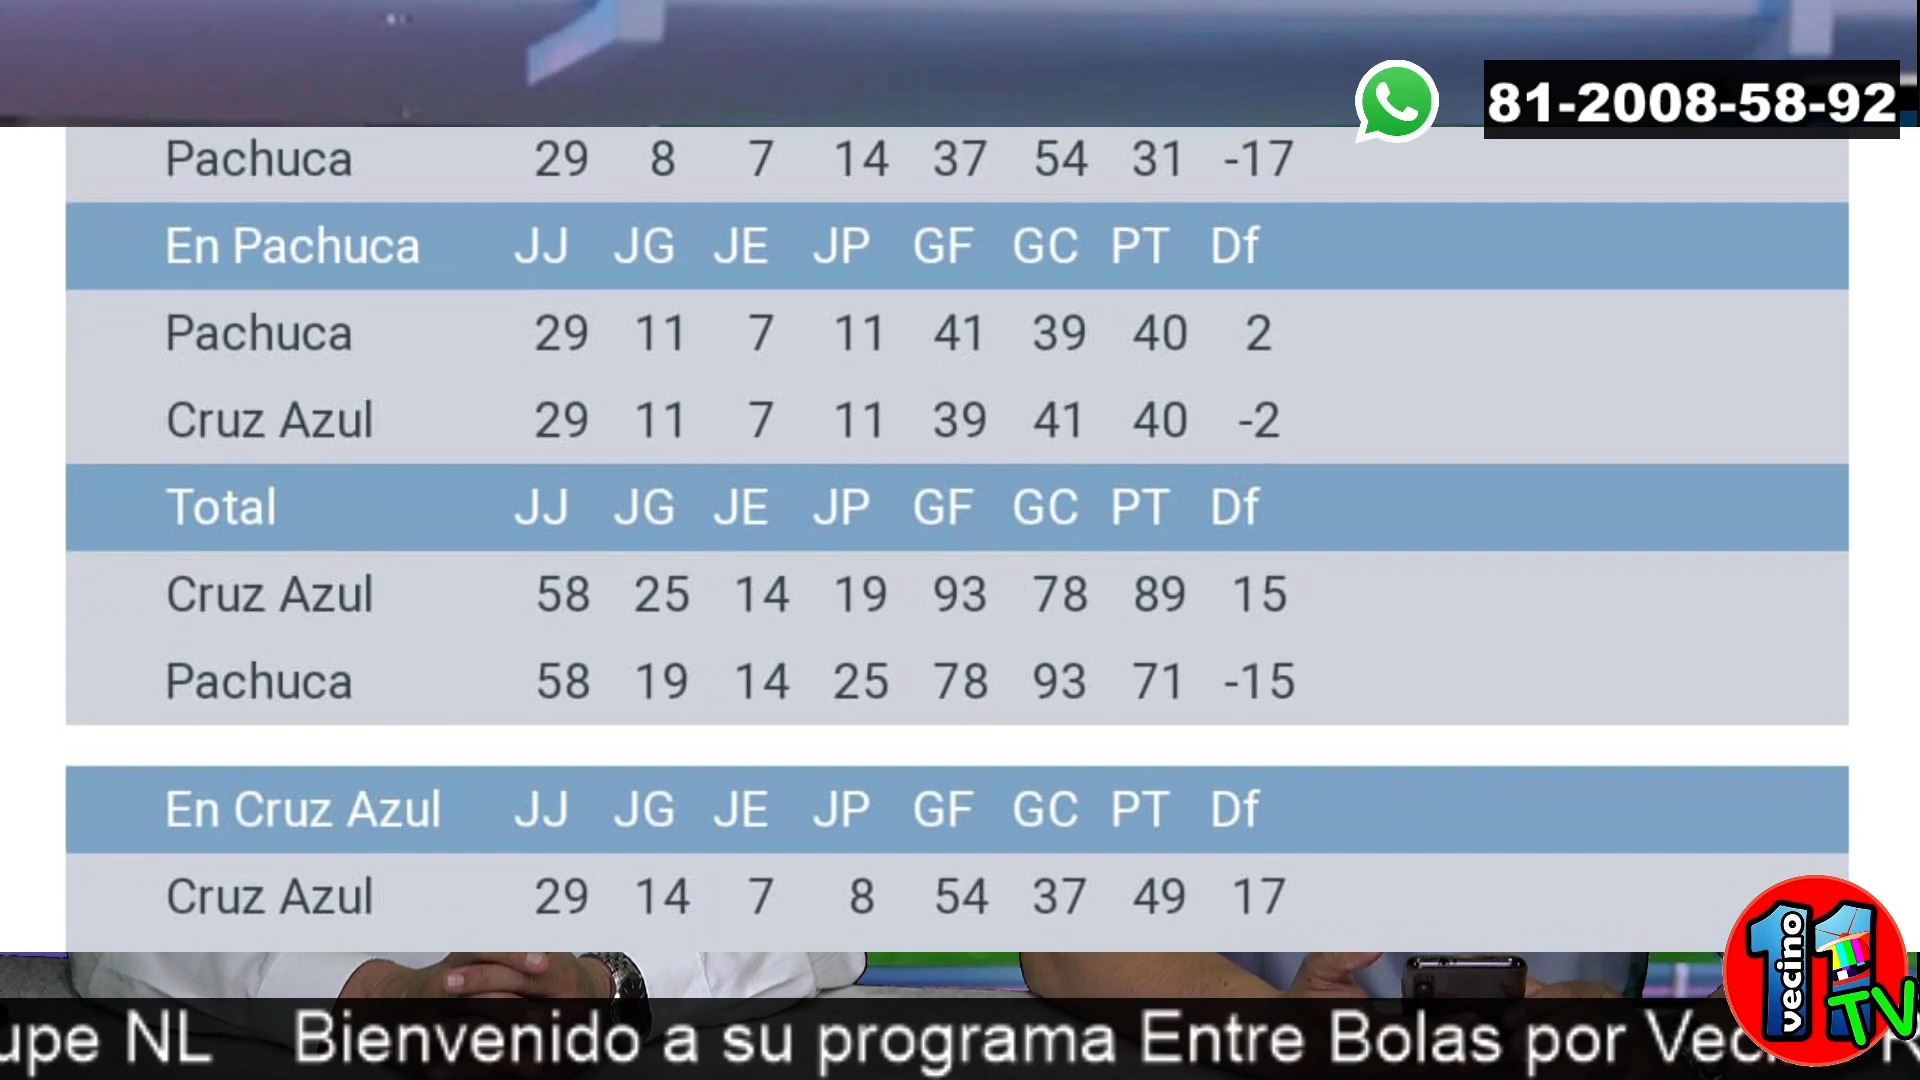 81-2008-58-92
Pachuca 29 8 7 14 37 54 31 -17
En Pachuca JJ JG JE JP GF GC PT Df
Pachuca 29 11 7 11 41 39 40 2
Cruz Azul 29 11 7 11 39 41 40 -2
Total JJ JG JE JP GF GC PT Df
Cruz Azul 58 25 14 19 93 78 89 15
Pachuca 58 19 14 25 78 93 71 -15
En Cruz Azul JJ JG JE JP GF GC PT Df
Cruz Azul 29 14 7 8 54 37 49 17
vecino 11 TV
upe NL Bienvenido a su programa Entre Bolas por